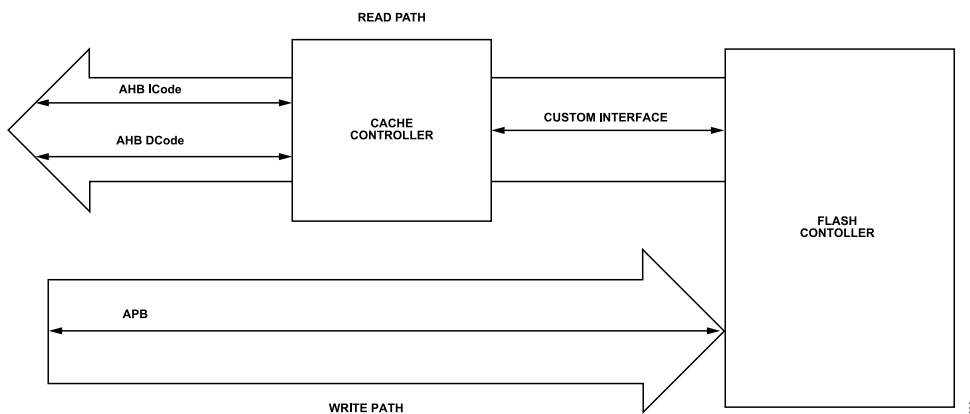 READ PATH
AHB ICode
AHB DCode
CACHE
CONTROLLER
CUSTOM INTERFACE
FLASH
CONTOLLER
APB
WRITE PATH